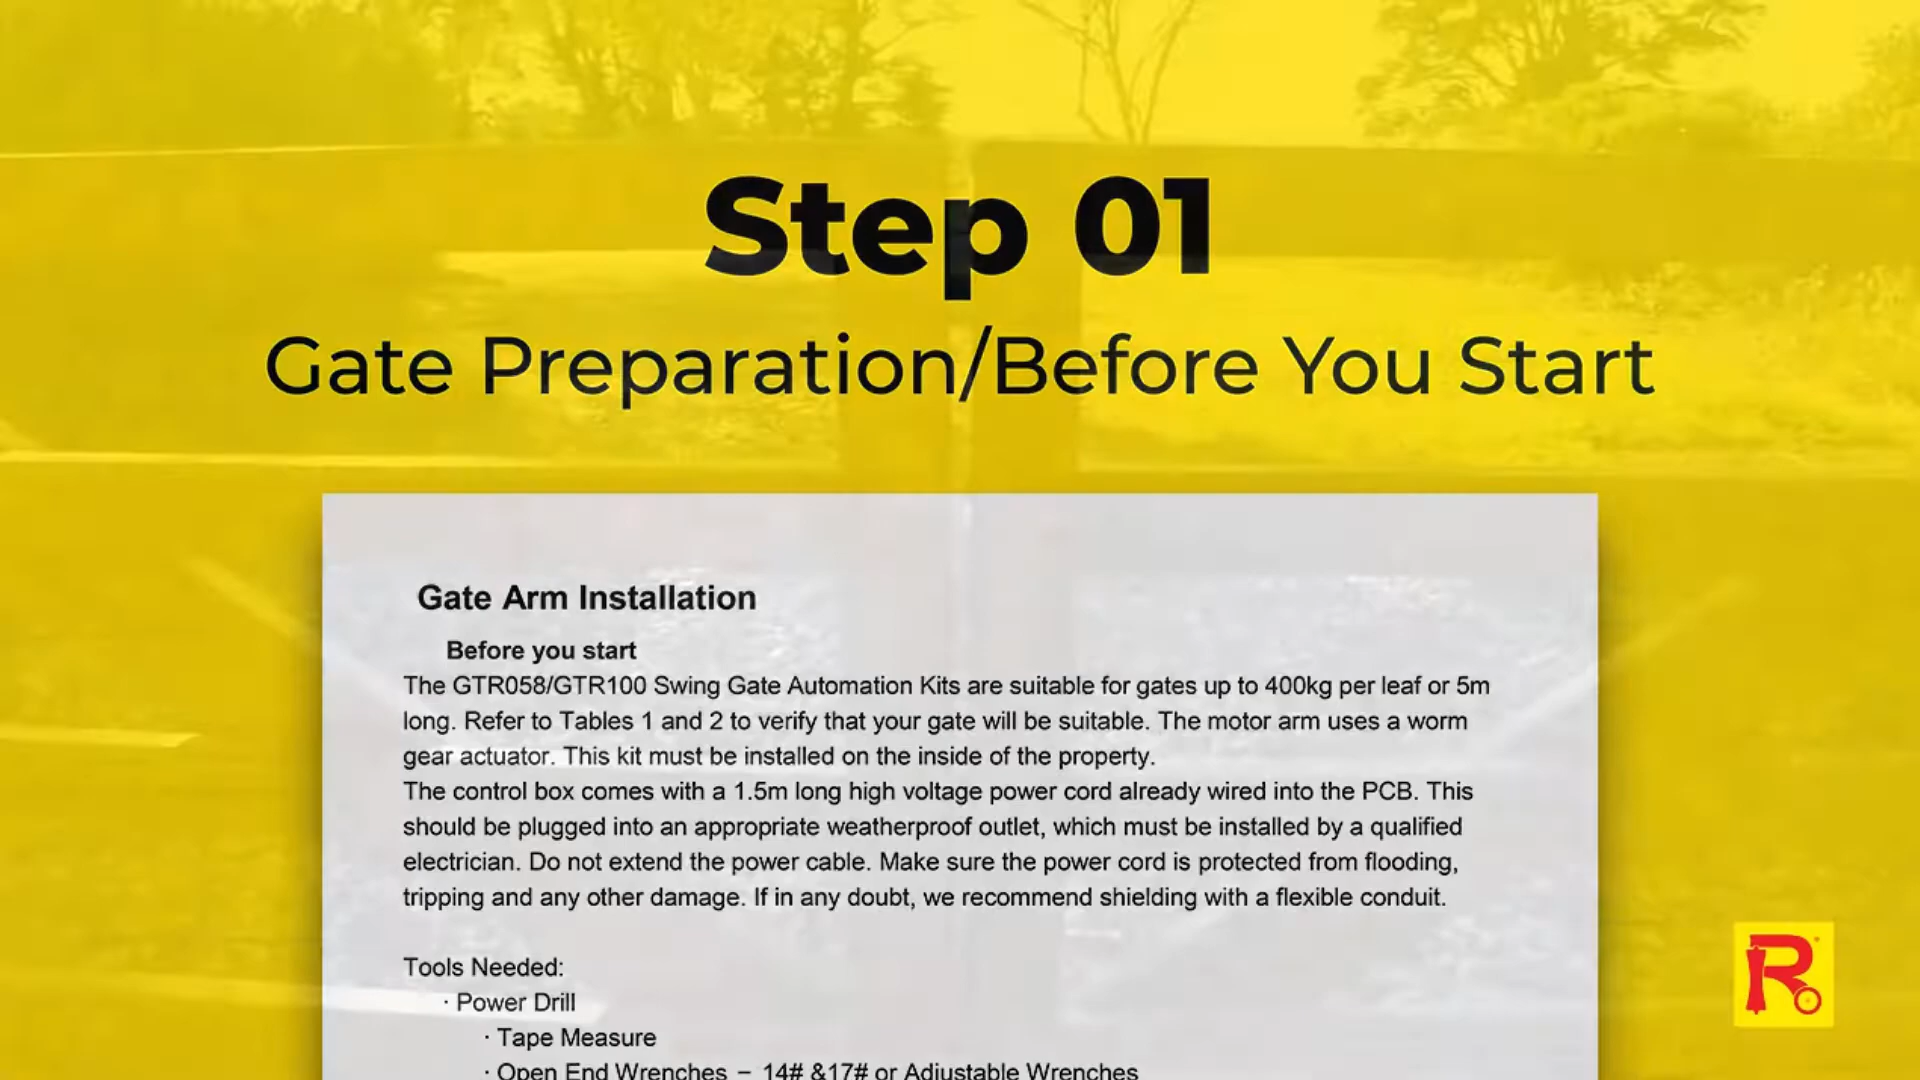 Step 01
Gate Preparation/Before You Start
Gate Arm Installation
Before you start
The GTR058/GTR100 Swing Gate Automation Kits are suitable for gates up to 400kg per leaf or 5m
long. Refer to Tables 1 and 2 to verify that your gate will be suitable. The motor arm uses a worm
gear actuator. This kit must be installed on the inside of the property.
The control box comes with a 1.5m long high voltage power cord already wired into the PCB. This
should be plugged into an appropriate weatherproof outlet, which must be installed by a qualified
electrician. Do not extend the power cable. Make sure the power cord is protected from flooding,
tripping and any other damage. If in any doubt, we recommend shielding with a flexible conduit.
Tools Needed:
· Power Drill
· Tape Measure
· Open End Wrenches – 14# &17# or Adjustable Wrenches
R